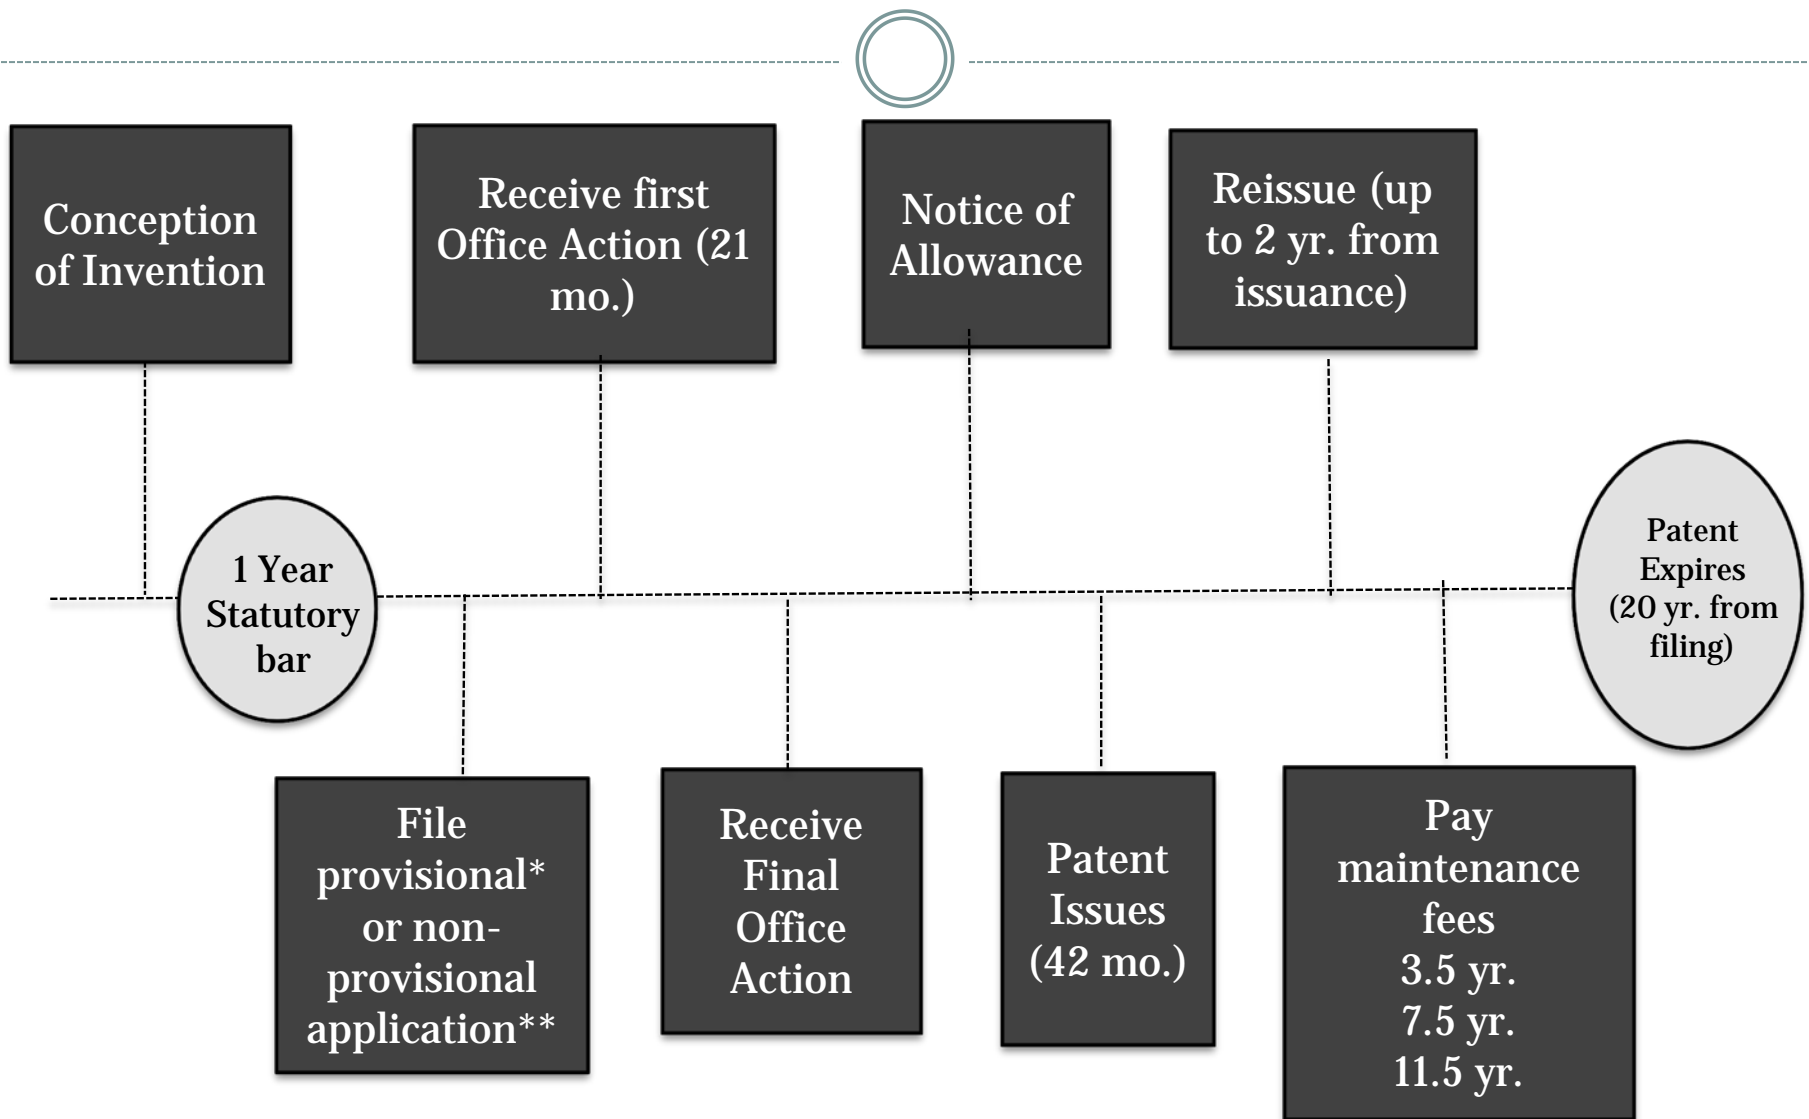 Conception
of Invention
Receive first
Office Action (21
mo.)
Notice of
Allowance
Reissue (up
to 2 yr. from
issuance)
1 Year
Statutory
bar
Patent
Expires
(20 yr. from
filing)
File
provisional*
or non-
provisional
application**
Receive
Final
Office
Action
Patent
Issues
(42 mo.)
Pay
maintenance
fees
3.5 yr.
7.5 yr.
11.5 yr.